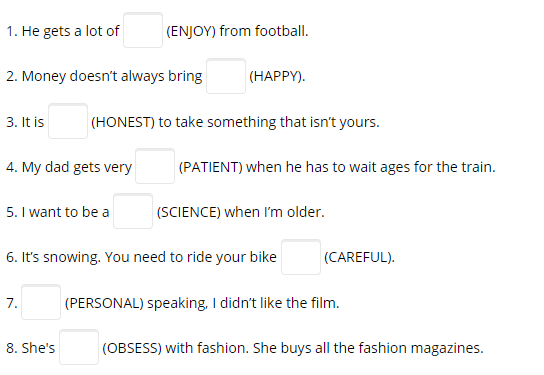 1. He gets a lot of (ENJOY) from football.
2. Money doesn't always bring (HAPPY).
3. It is (HONEST) to take something that isn't yours.
4. My dad gets very (PATIENT) when he has to wait ages for the train.
5. I want to be a (SCIENCE) when I'm older.
6. It's snowing. You need to ride your bike (CAREFUL).
7. (PERSONAL) speaking, I didn't like the film.
8. She's (OBSESS) with fashion. She buys all the fashion magazines.